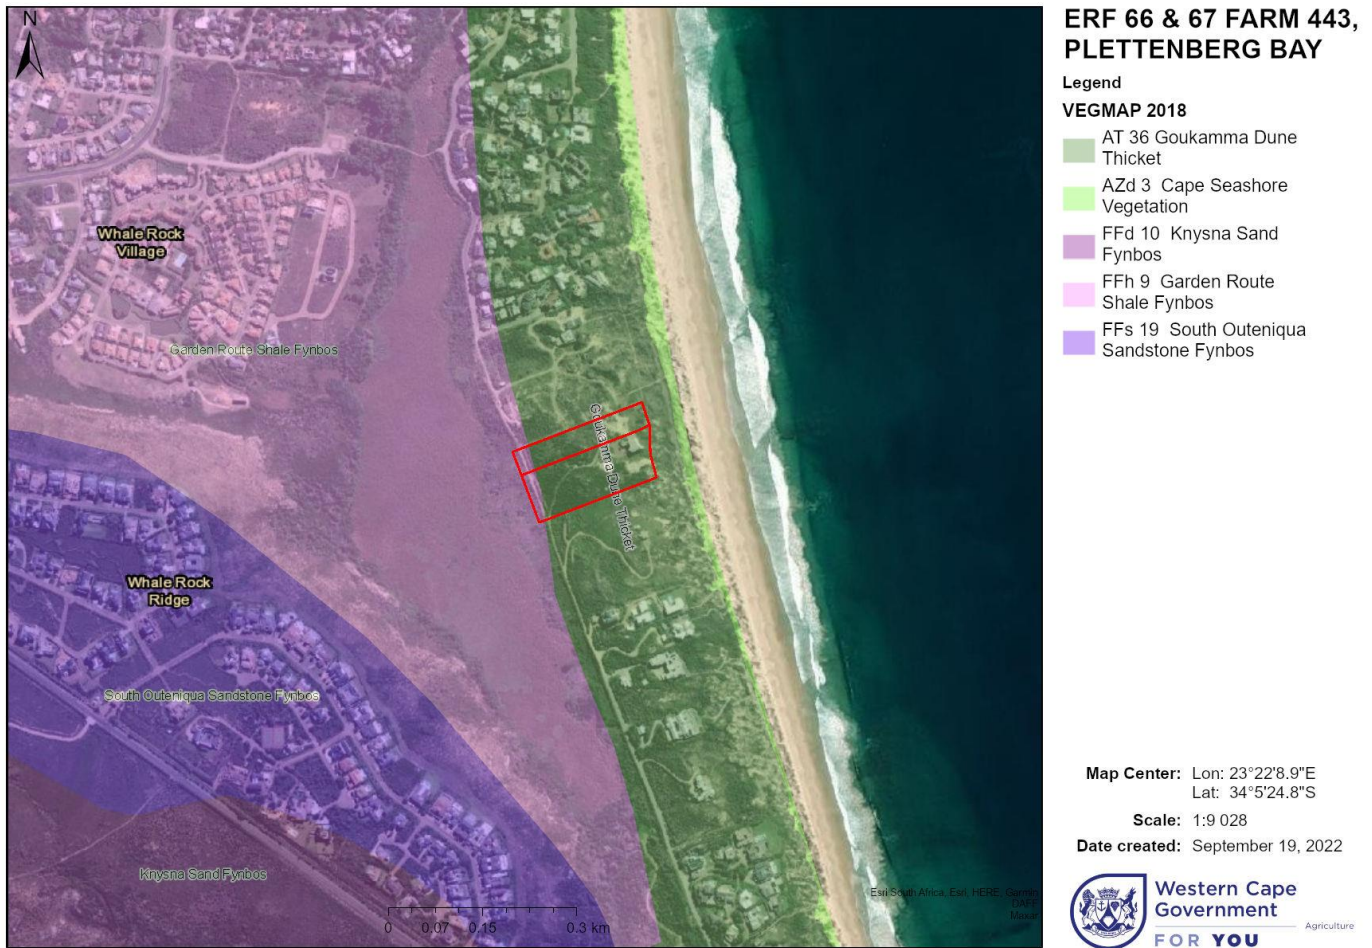 N
Whale Rock
Village
Garden Route Shale Fynbos
Goukamma Dune Thicket
Whale Rock
Ridge
South Outeniqua Sandstone Fynbos
Knysna Sand Fynbos
0 0.07 0.15 0.3 km
Esri South Africa, Esri, HERE, Garmin,
Maxar
ERF 66 & 67 FARM 443,
PLETTENBERG BAY
Legend
VEGMAP 2018
AT 36 Goukamma Dune
Thicket
AZd 3 Cape Seashore
Vegetation
FFd 10 Knysna Sand
Fynbos
FFh 9 Garden Route
Shale Fynbos
FFs 19 South Outeniqua
Sandstone Fynbos
Map Center: Lon: 23°22'8.9"E
Lat: 34°5'24.8"S
Scale: 1:9 028
Date created: September 19, 2022
Western Cape
Government
Agriculture
FOR YOU